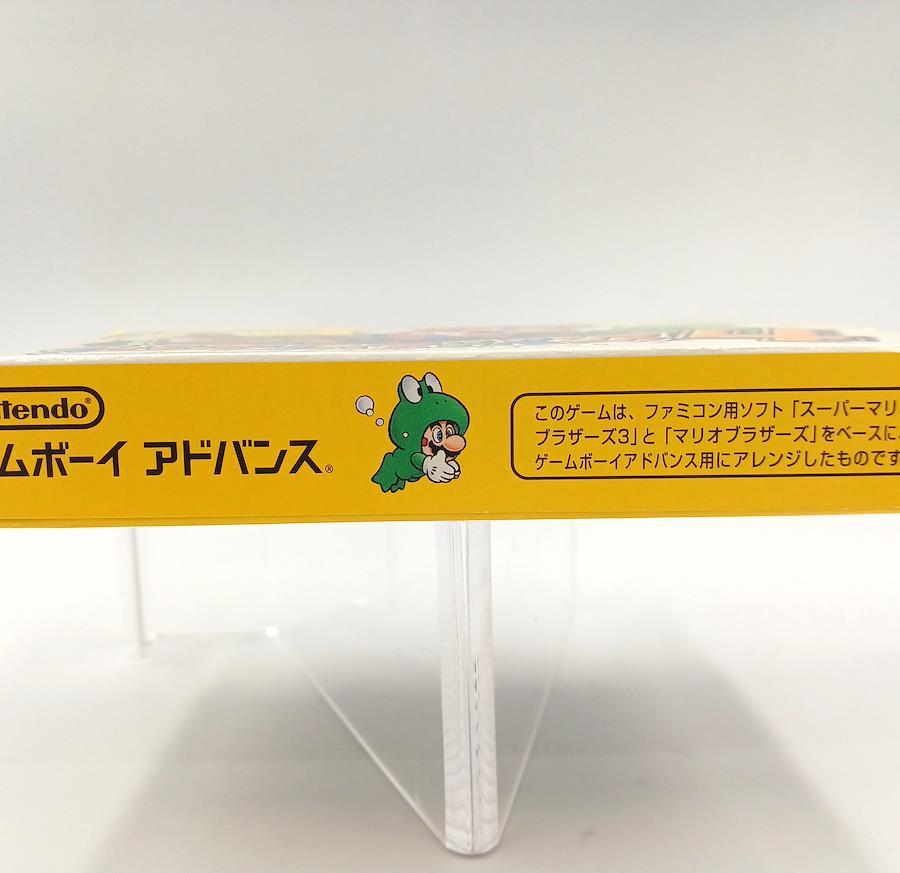 ntendo®
ムボーイ アドバンス®
このゲームは、ファミコン用ソフト「スーパーマリ
ブラザーズ3」と「マリオブラザーズ」をベースに、
ゲームボーイアドバンス用にアレンジしたものです